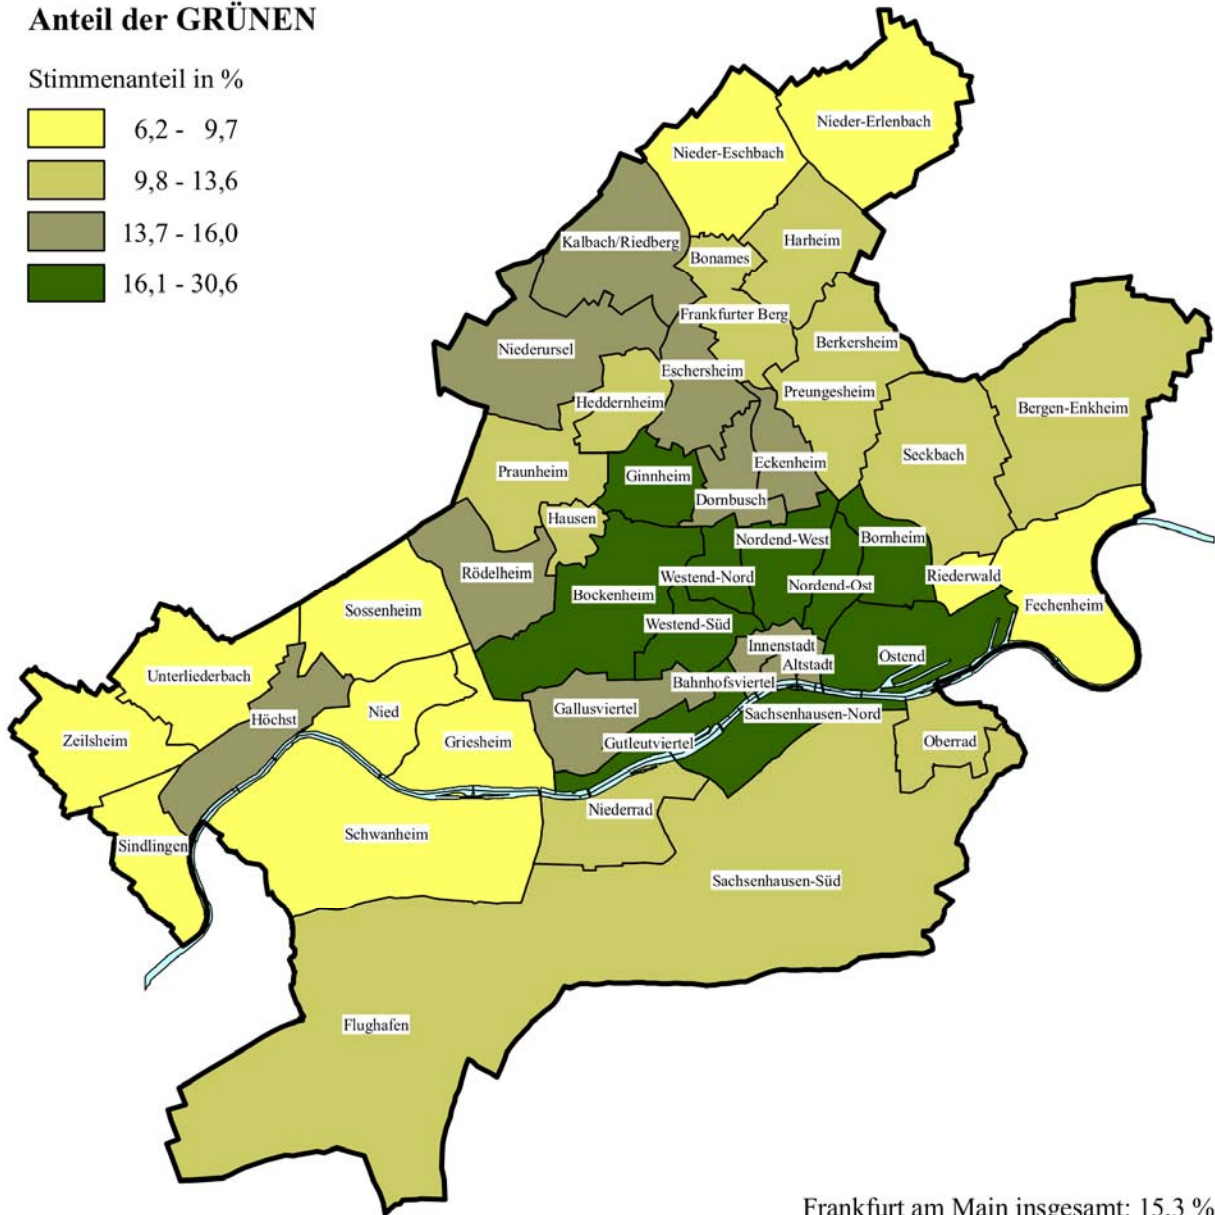 Anteil der GRÜNEN
Stimmenanteil in %
6,2 - 9,7
9,8 - 13,6
13,7 - 16,0
16,1 - 30,6
Nieder-Erlenbach
Nieder-Eschbach
Kalbach/Riedberg
Harheim
Bonames
Frankfurter Berg
Niederursel
Berkersheim
Eschersheim
Preungesheim
Heddernheim
Bergen-Enkheim
Seckbach
Eckenheim
Praunheim
Ginnheim
Dornbusch
Hausen
Nordend-West
Bornheim
Rödelheim
Westend-Nord
Riederwald
Nordend-Ost
Bockenheim
Fechenheim
Sossenheim
Westend-Süd
Innenstadt
Ostend
Altstadt
Unterliederbach
Bahnhofsviertel
Gallusviertel
Nied
Sachsenhausen-Nord
Höchst
Zeilsheim
Griesheim
Gutleutviertel
Oberrad
Niederrad
Schwanheim
Sindlingen
Sachsenhausen-Süd
Flughafen
Frankfurt am Main insgesamt: 15,3 %